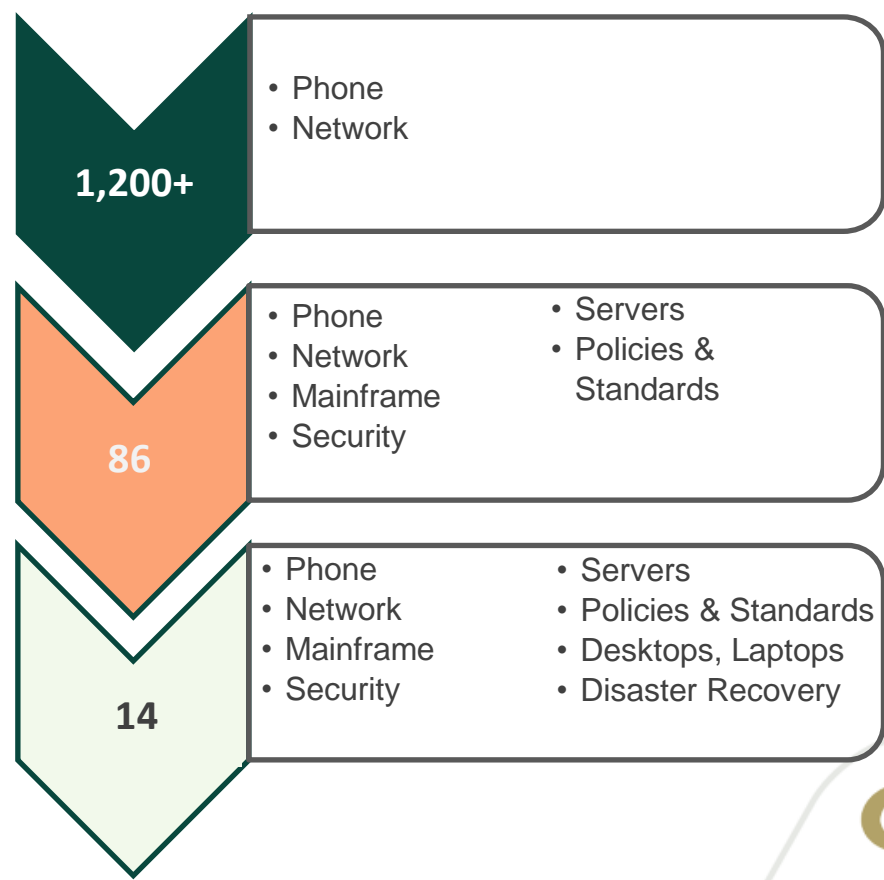 1,200+
• Phone
• Network
86
• Phone
• Network
• Mainframe
• Security
• Servers
• Policies &
Standards
14
• Phone
• Network
• Mainframe
• Security
• Servers
• Policies & Standards
• Desktops, Laptops
• Disaster Recovery